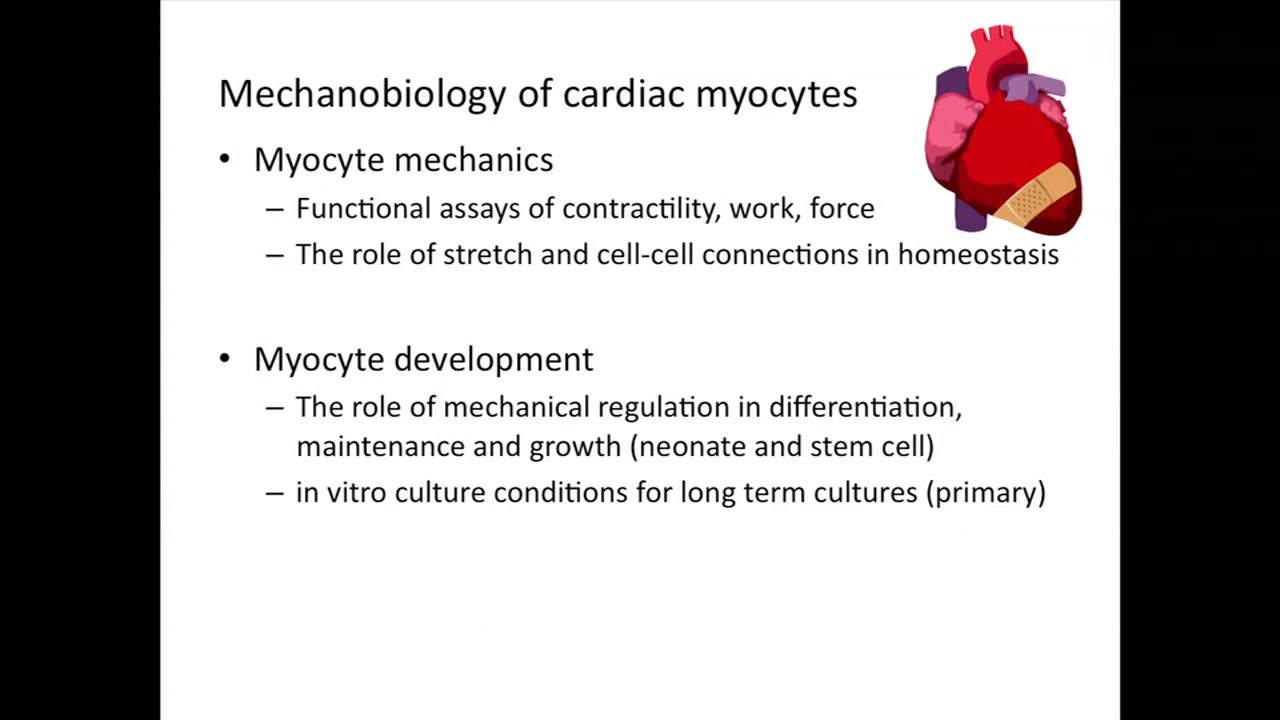 Mechanobiology of cardiac myocytes
• Myocyte mechanics
– Functional assays of contractility, work, force
– The role of stretch and cell-cell connections in homeostasis
• Myocyte development
– The role of mechanical regulation in differentiation,
maintenance and growth (neonate and stem cell)
– in vitro culture conditions for long term cultures (primary)